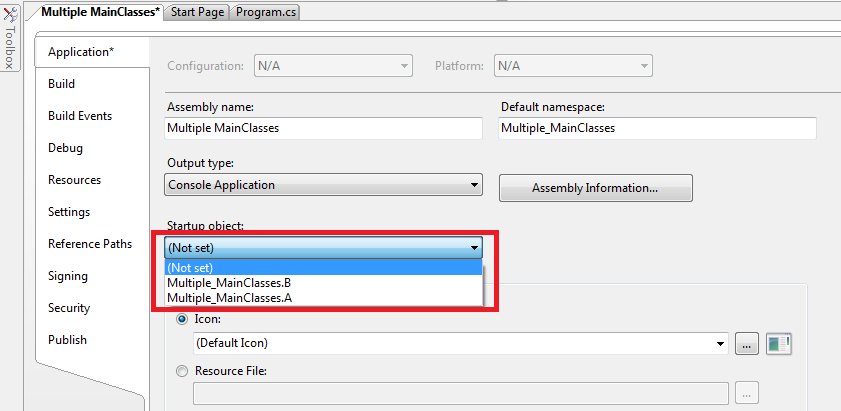 Toolbox
Multiple MainClasses* Start Page Program.cs
Application*
Build
Build Events
Debug
Resources
Settings
Reference Paths
Signing
Security
Publish
Configuration: N/A Platform: N/A
Assembly name: Default namespace:
Multiple MainClasses Multiple_MainClasses
Output type:
Console Application Assembly Information...
Startup object:
(Not set)
(Not set)
Multiple_MainClasses.B
Multiple_MainClasses.A
Icon:
(Default Icon) ...
Resource File:
...